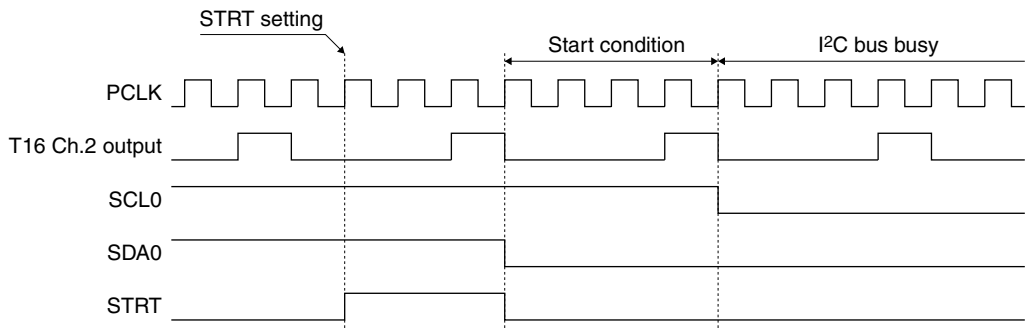 STRT setting
Start condition
I²C bus busy
PCLK
T16 Ch.2 output
SCL0
SDA0
STRT